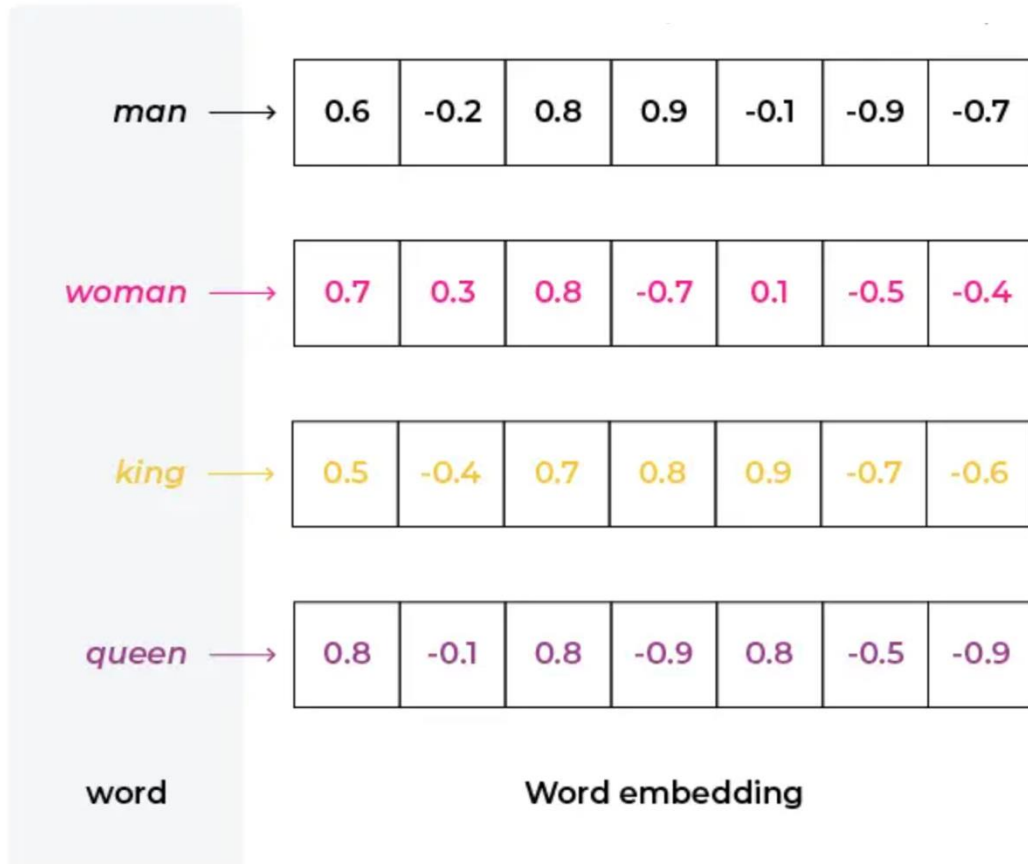 man 0.6 -0.2 0.8 0.9 -0.1 -0.9 -0.7
woman 0.7 0.3 0.8 -0.7 0.1 -0.5 -0.4
king 0.5 -0.4 0.7 0.8 0.9 -0.7 -0.6
queen 0.8 -0.1 0.8 -0.9 0.8 -0.5 -0.9
word Word embedding